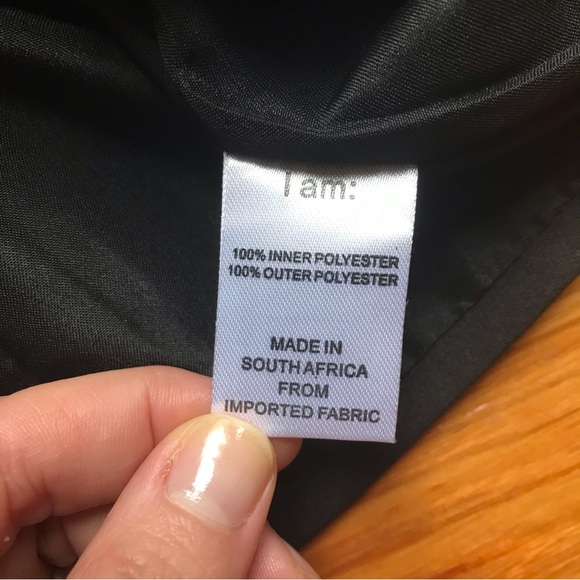 I am:
100% INNER POLYESTER
100% OUTER POLYESTER
MADE IN
SOUTH AFRICA
FROM
IMPORTED FABRIC